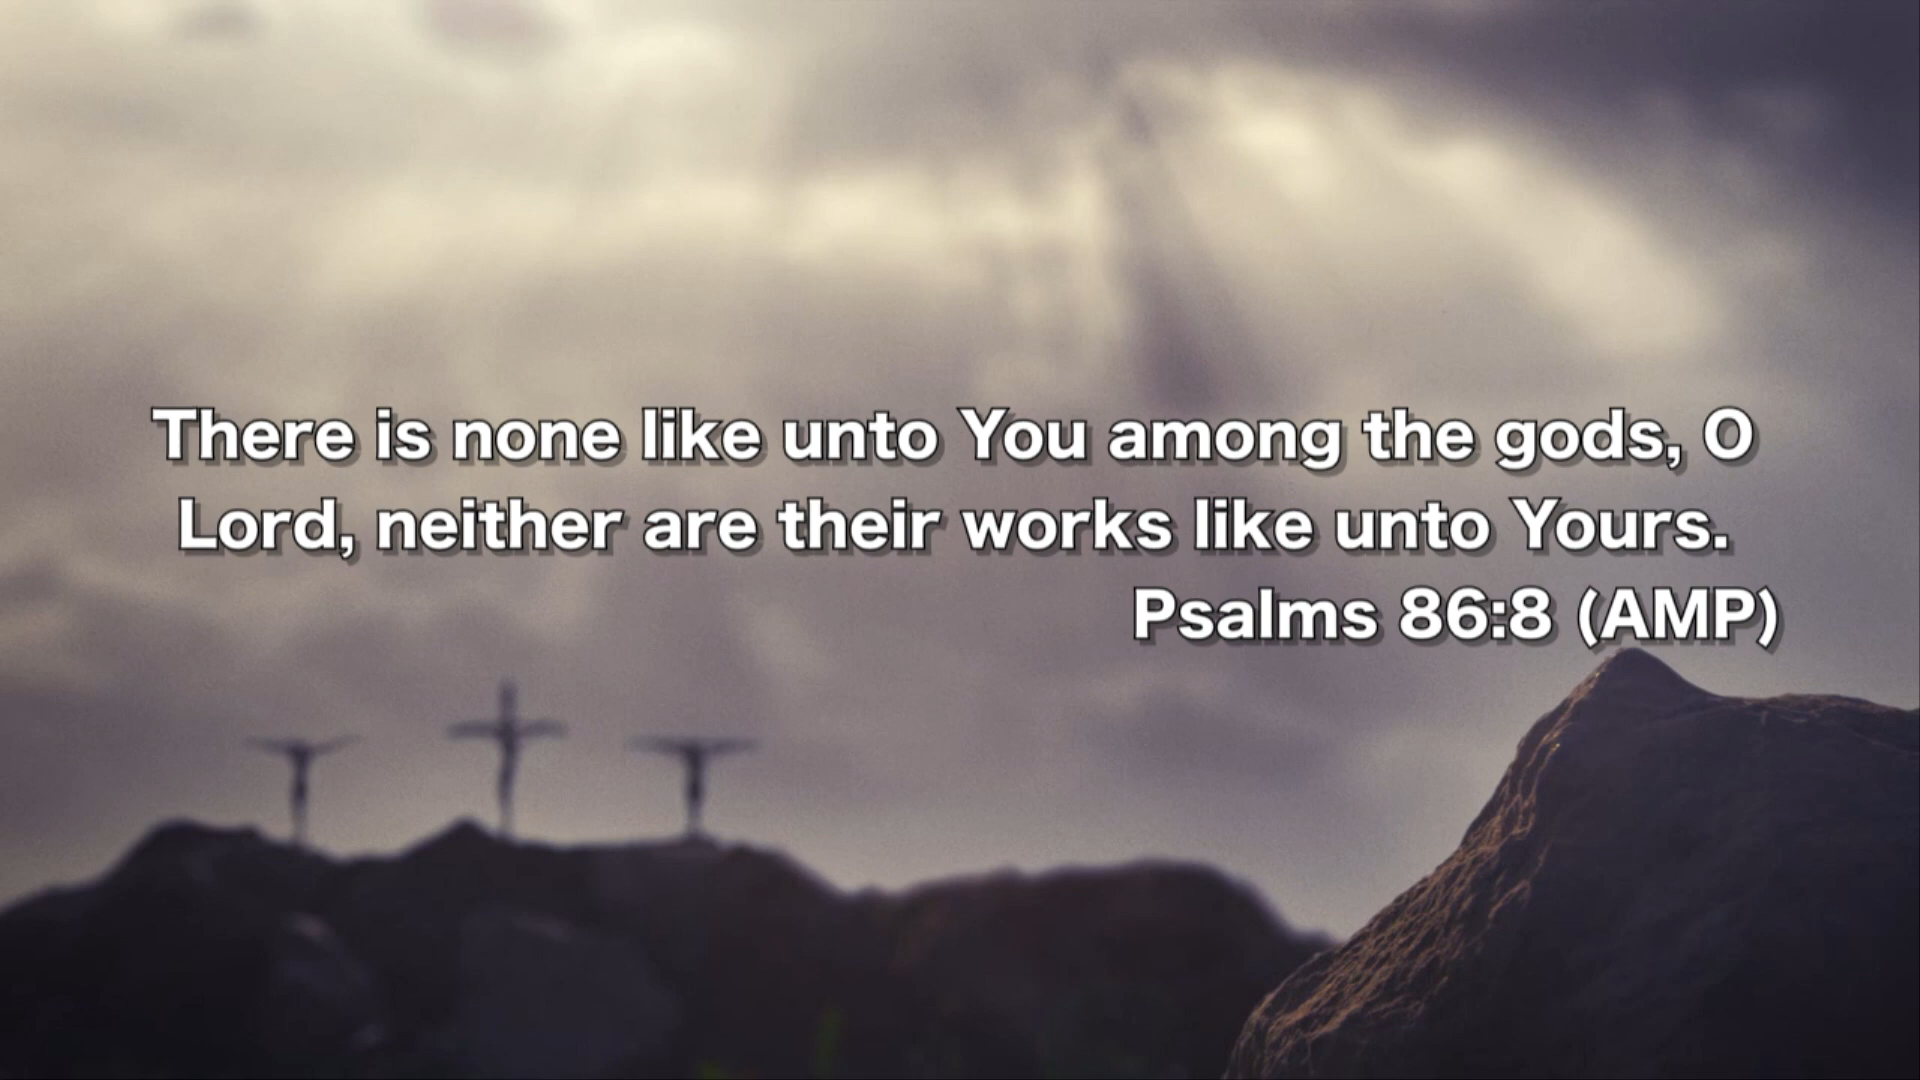 There is none like unto You among the gods, O
Lord, neither are their works like unto Yours.
Psalms 86:8 (AMP)